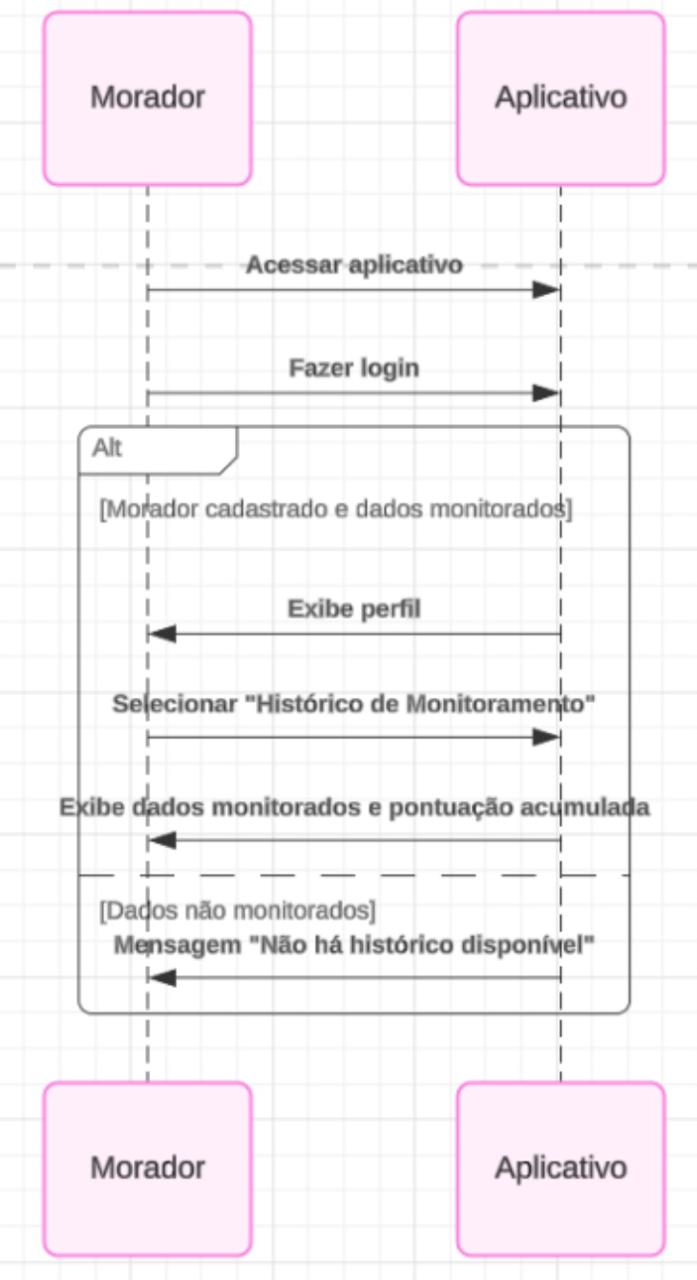 Morador
Aplicativo
Acessar aplicativo
Fazer login
Alt
[Morador cadastrado e dados monitorados]
Exibe perfil
Selecionar "Histórico de Monitoramento"
Exibe dados monitorados e pontuação acumulada
[Dados não monitorados]
Mensagem "Não há histórico disponível"
Morador
Aplicativo